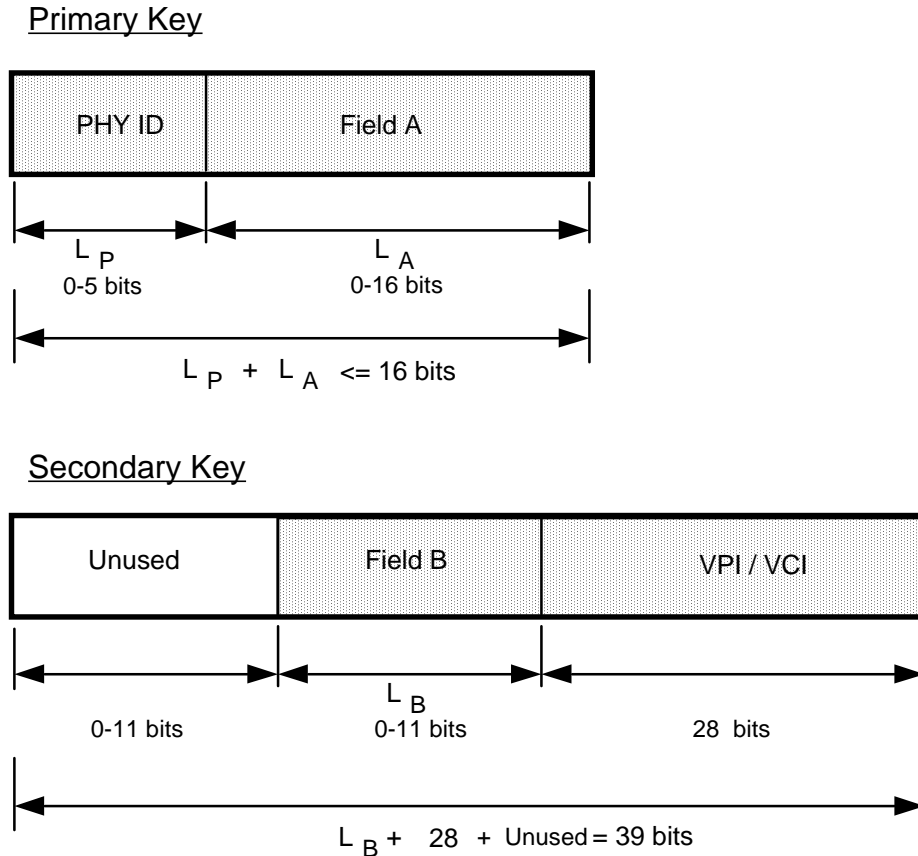 Primary Key
PHY ID Field A
L P L A
0-5 bits 0-16 bits
L P + L A <= 16 bits
Secondary Key
Unused Field B VPI / VCI
L B
0-11 bits 0-11 bits 28 bits
L B + 28 + Unused = 39 bits